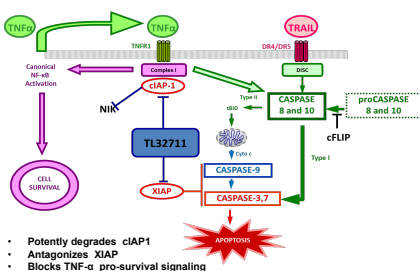 TNFα
TNFα
TRAIL
TNFR1
DR4/DR5
Canonical
NF-κB
Activation
Complex I
DISC
cIAP-1
Type II
NIK
tBID
CASPASE
8 and 10
proCASPASE
8 and 10
cFLIP
TL32711
Cyto c
Type I
CASPASE-9
CELL
SURVIVAL
XIAP
CASPASE-3,7
APOPTOSIS
• Potently degrades cIAP1
• Antagonizes XIAP
• Blocks TNF-α pro-survival signaling